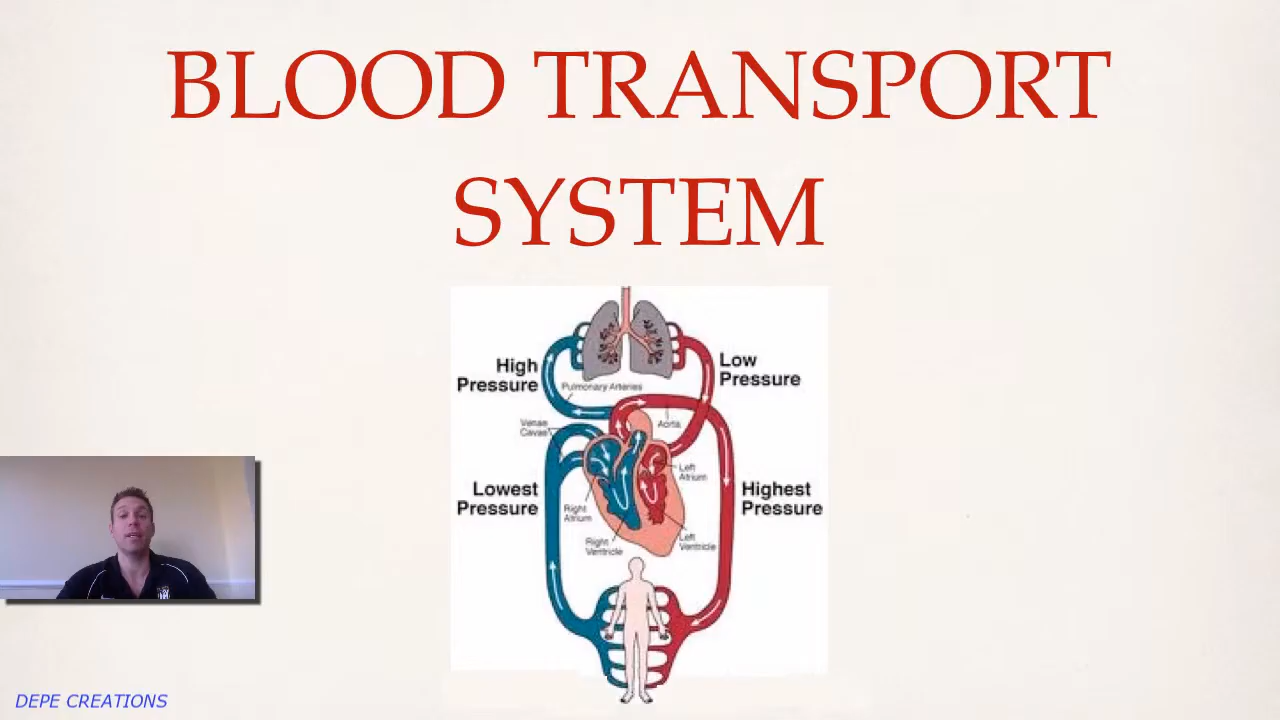 BLOOD TRANSPORT
SYSTEM
High
Pressure
Low
Pressure
Pulmonary Arteries
Venae
Cavae
Aorta
Left
Atrium
Lowest
Pressure
Highest
Pressure
Right
Atrium
Right
Ventricle
Left
Ventricle
DEPE CREATIONS